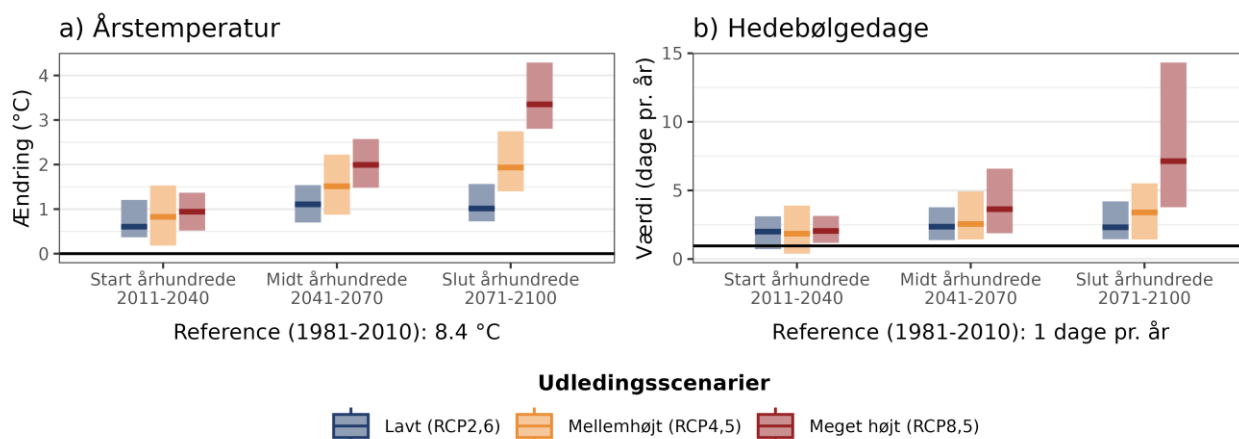 a) Årstemperatur
Ændring (°C)
4
3
2
1
0
Start århundrede
2011-2040
Midt århundrede
2041-2070
Slut århundrede
2071-2100
Reference (1981-2010): 8.4 °C
b) Hedebølgedage
Værdi (dage pr. år)
15
10
5
0
Start århundrede
2011-2040
Midt århundrede
2041-2070
Slut århundrede
2071-2100
Reference (1981-2010): 1 dage pr. år
Udledingsscenarier
Lavt (RCP2,6)
Mellemhøjt (RCP4,5)
Meget højt (RCP8,5)